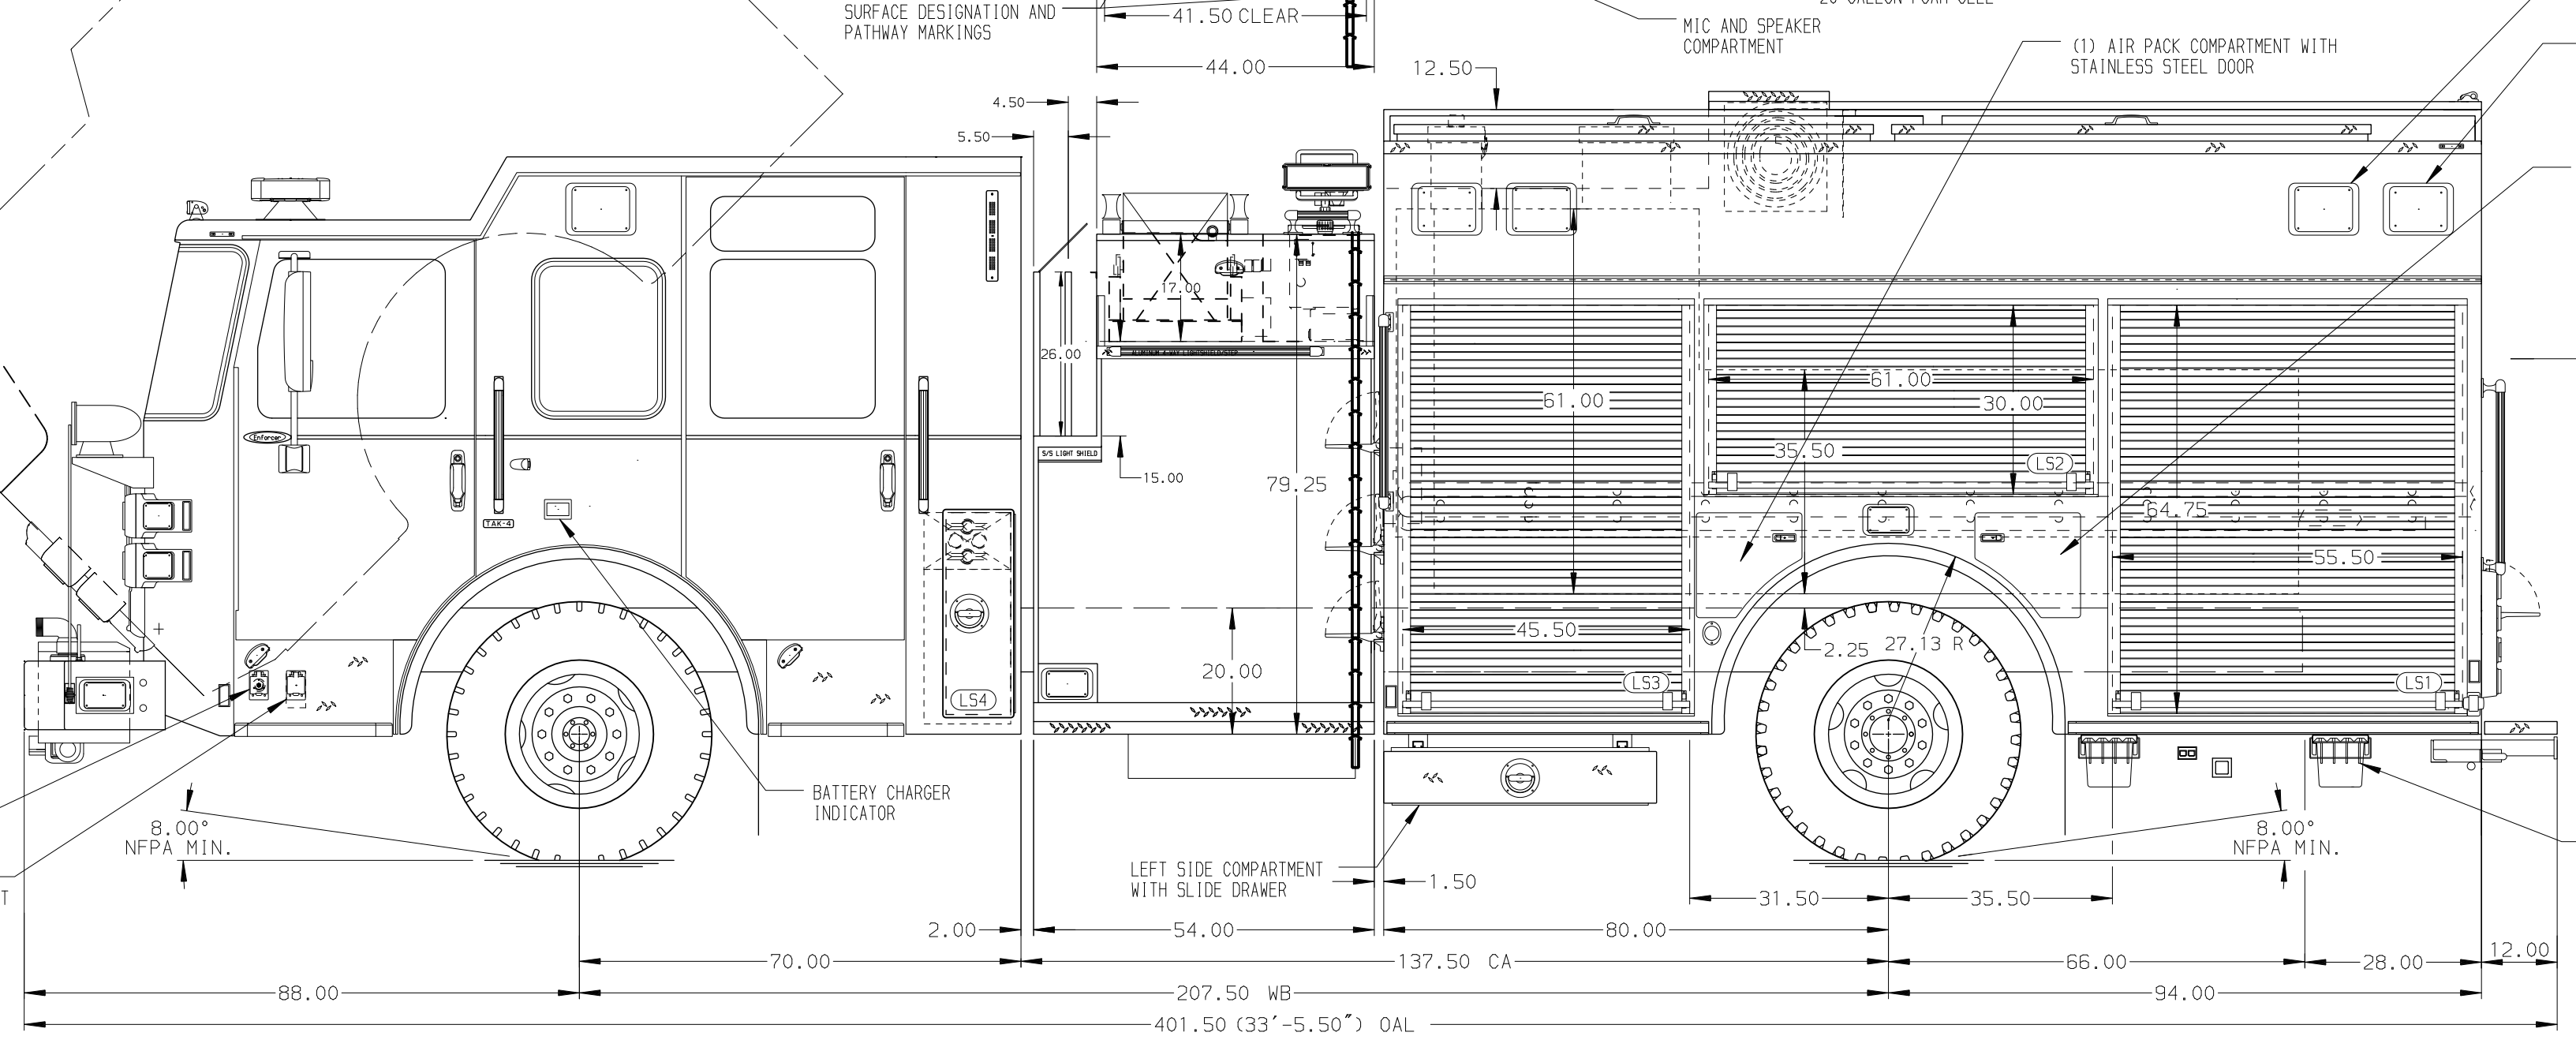 SURFACE DESIGNATION AND
PATHWAY MARKINGS
41.50 CLEAR
44.00
12.50
MIC AND SPEAKER
COMPARTMENT
(1) AIR PACK COMPARTMENT WITH
STAINLESS STEEL DOOR
4.50
5.50
17.00
26.00
61.00
61.00
30.00
Enforcer
S/S LIGHT SHIELD
15.00
35.50
LS2
79.25
64.75
TAK-4
55.50
45.50
2.25
27.13 R
20.00
LS4
LS3
LS1
BATTERY CHARGER
INDICATOR
8.00°
NFPA MIN.
8.00°
NFPA MIN.
LEFT SIDE COMPARTMENT
WITH SLIDE DRAWER
1.50
T
31.50
35.50
2.00
54.00
80.00
70.00
137.50 CA
66.00
28.00
12.00
88.00
207.50 WB
94.00
401.50 (33'-5.50") OAL